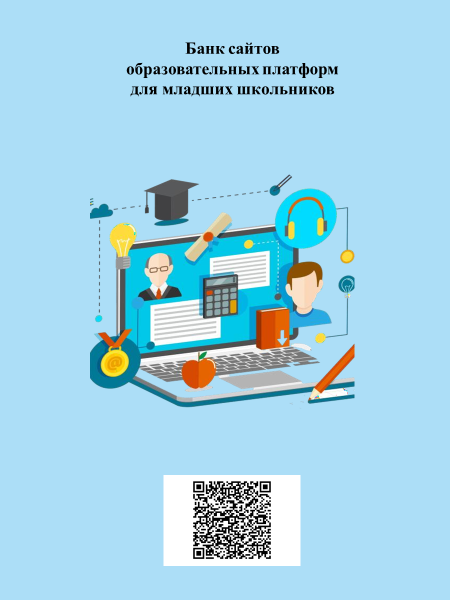 Банк сайтов
образовательных платформ
для младших школьников